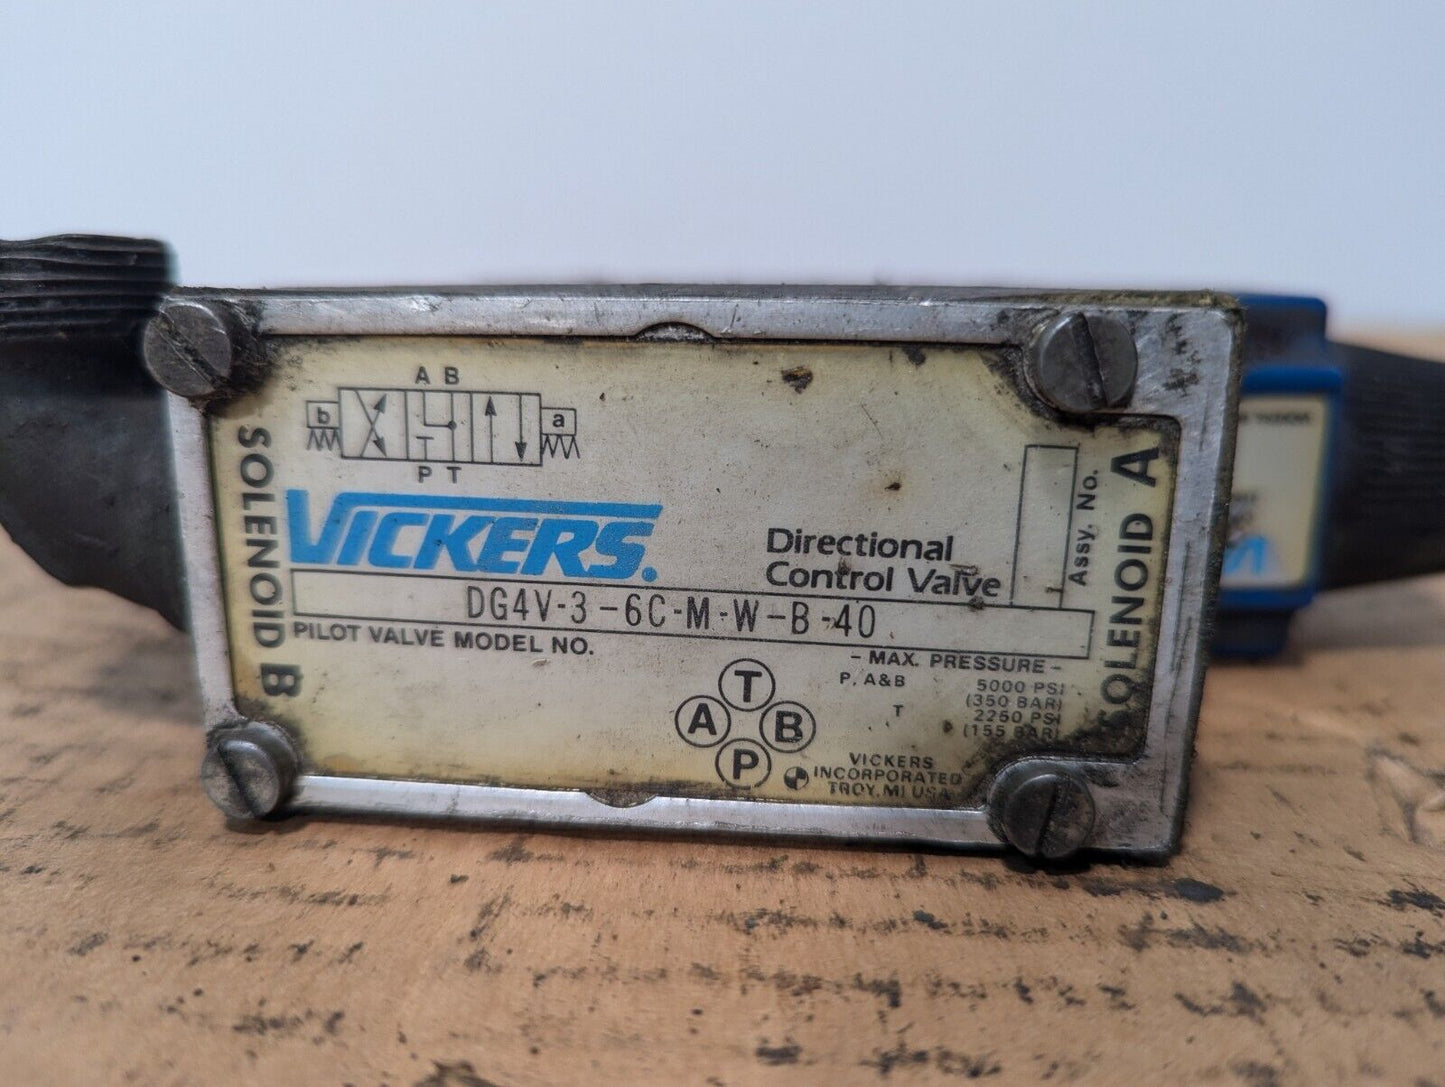 A B
b
a
T
P T
SOLENOID B
VICKERS.
Directional
Control Valve
Assy. No.
SOLENOID A
DG4V-3-6C-M-W-B-40
PILOT VALVE MODEL NO.
- MAX. PRESSURE -
P, A&B 5000 PSI
(350 BAR)
T 2250 PSI
(155 BAR)
T
A B
P
VICKERS
INCORPORATED
TROY, MI USA